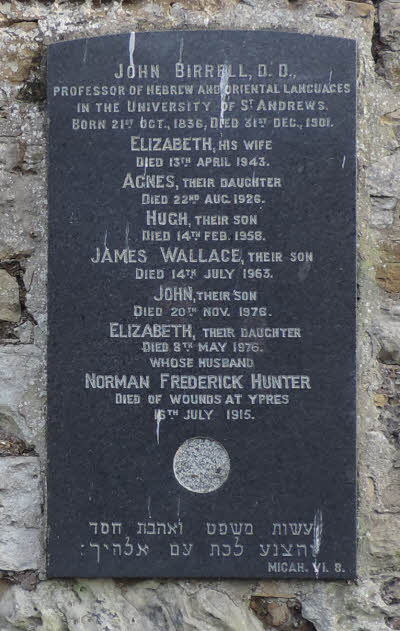 JOHN BIRRELL, D.D.,
PROFESSOR OF HEBREW AND ORIENTAL LANGUAGES
IN THE UNIVERSITY OF ST ANDREWS.
BORN 21ST OCT., 1836, DIED 31ST DEC., 1901.
ELIZABETH, HIS WIFE
DIED 13TH APRIL 1943.
AGNES, THEIR DAUGHTER
DIED 22ND AUG. 1926.
HUGH, THEIR SON
DIED 14TH FEB. 1958.
JAMES WALLACE, THEIR SON
DIED 14TH JULY 1963.
JOHN, THEIR SON
DIED 20TH NOV. 1976.
ELIZABETH, THEIR DAUGHTER
DIED 8TH MAY 1976.
WHOSE HUSBAND
NORMAN FREDERICK HUNTER
DIED OF WOUNDS AT YPRES
16TH JULY 1915.
עשות משפט ואהבת חסד
והצנע לכת עם אלהיך:
MICAH. VI. 8.